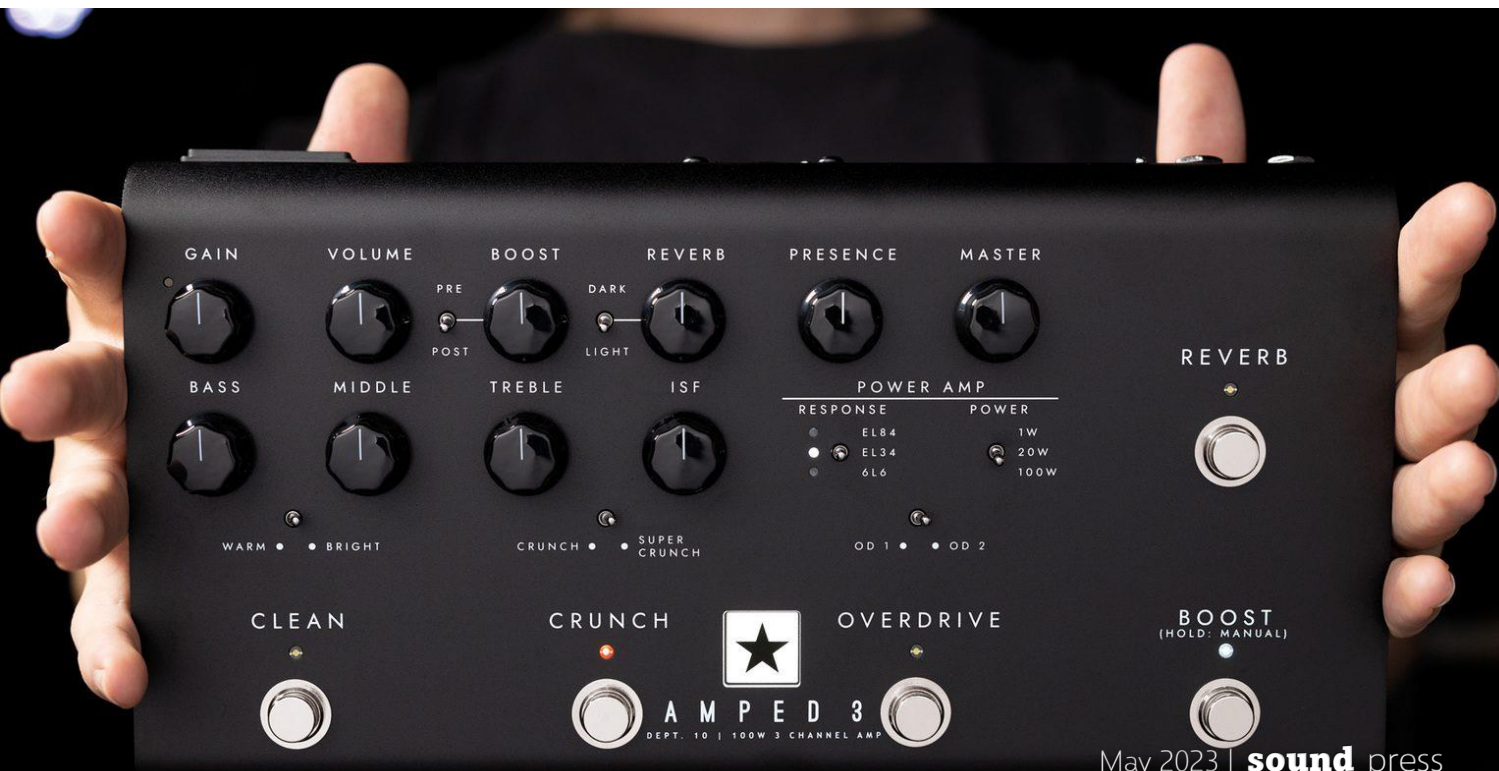 GAIN VOLUME BOOST REVERB PRESENCE MASTER
PRE DARK
POST LIGHT
REVERB
BASS MIDDLE TREBLE ISF POWER AMP
RESPONSE POWER
EL84 1W
EL34 20W
6L6 100W
WARM BRIGHT CRUNCH SUPER CRUNCH OD 1 OD 2
CLEAN CRUNCH OVERDRIVE BOOST
(HOLD: MANUAL)
AMPED 3
DEPT. 10 | 100W 3 CHANNEL AMP
May 2023 | sound press